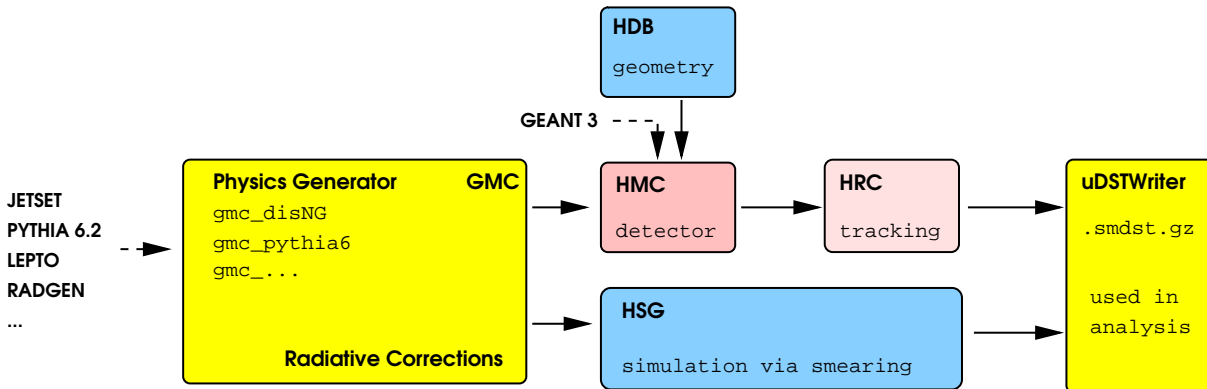 HDB
geometry
GEANT 3
JETSET
PYTHIA 6.2
LEPTO
RADGEN
...
Physics Generator GMC
gmc_disNG
gmc_pythia6
gmc_...
Radiative Corrections
HMC
detector
HRC
tracking
HSG
simulation via smearing
uDSTWriter
.smdst.gz
used in
analysis